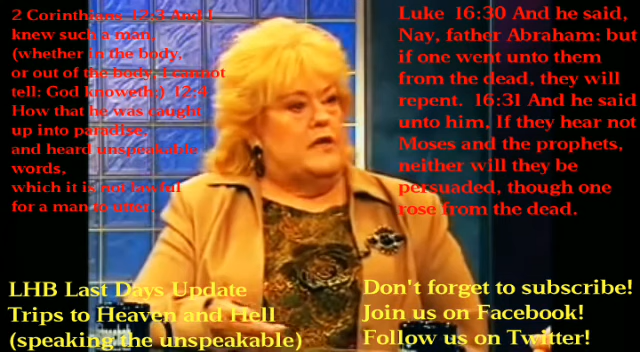 2 Corinthians 12:3 And I
knew such a man,
(whether in the body,
or out of the body, I cannot
tell: God knoweth;) 12:4
How that he was caught
up into paradise,
and heard unspeakable
words,
which it is not lawful
for a man to utter.
Luke 16:30 And he said,
Nay, father Abraham: but
if one went unto them
from the dead, they will
repent. 16:31 And he said
unto him, If they hear not
Moses and the prophets,
neither will they be
persuaded, though one
rose from the dead.
LHB Last Days Update
Trips to Heaven and Hell
(speaking the unspeakable)
Don't forget to subscribe!
Join us on Facebook!
Follow us on Twitter!